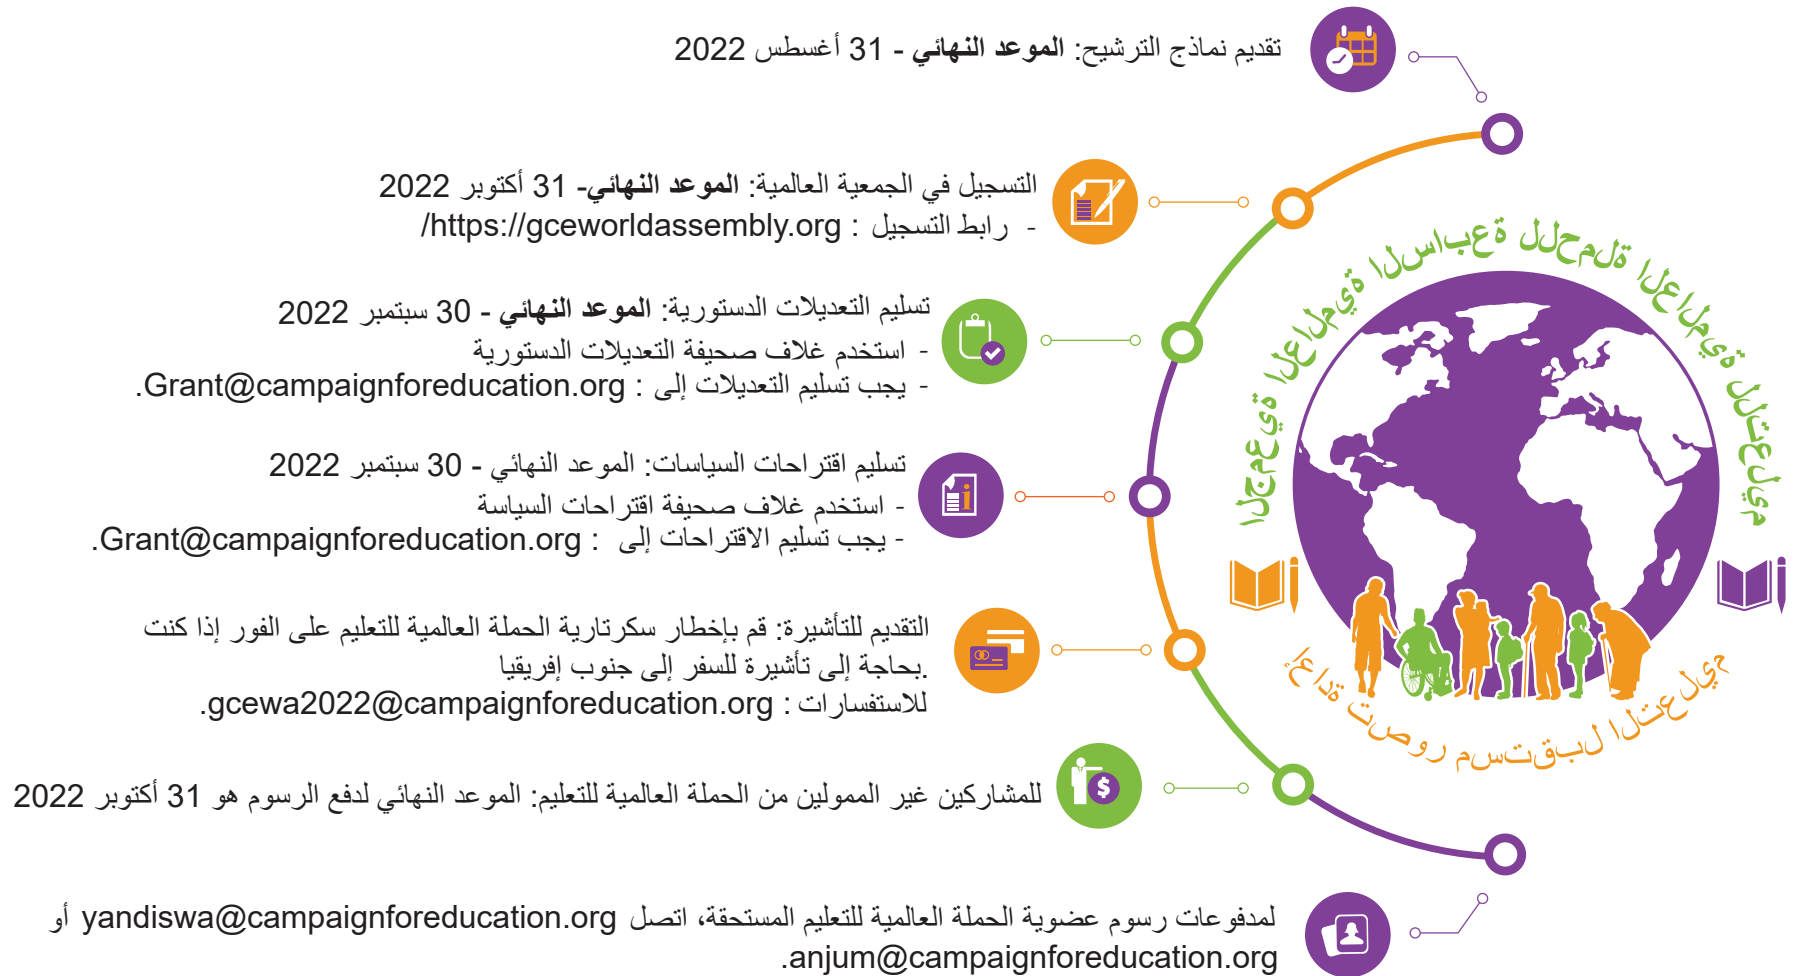 تقديم نماذج الترشيح: الموعد النهائي - 31 أغسطس 2022
التسجيل في الجمعية العالمية: الموعد النهائي- 31 أكتوبر 2022
- رابط التسجيل : https://gceworldassembly.org/
تسليم التعديلات الدستورية: الموعد النهائي - 30 سبتمبر 2022
- استخدم غلاف صحيفة التعديلات الدستورية
- يجب تسليم التعديلات إلى : Grant@campaignforeducation.org.
تسليم اقتراحات السياسات: الموعد النهائي - 30 سبتمبر 2022
- استخدم غلاف صحيفة اقتراحات السياسة
- يجب تسليم الاقتراحات إلى : Grant@campaignforeducation.org.
التقديم للتأشيرة: قم بإخطار سكرتارية الحملة العالمية للتعليم على الفور إذا كنت
بحاجة إلى تأشيرة للسفر إلى جنوب إفريقيا.
للاستفسارات : gcewa2022@campaignforeducation.org.
للمشاركين غير الممولين من الحملة العالمية للتعليم: الموعد النهائي لدفع الرسوم هو 31 أكتوبر 2022
لمدفوعات رسوم عضوية الحملة العالمية للتعليم المستحقة، اتصل yandiswa@campaignforeducation.org أو
anjum@campaignforeducation.org.
الجمعية العالمية السابعة للحملة العالمية للتعليم
إعادة تصور مستقبل التعليم